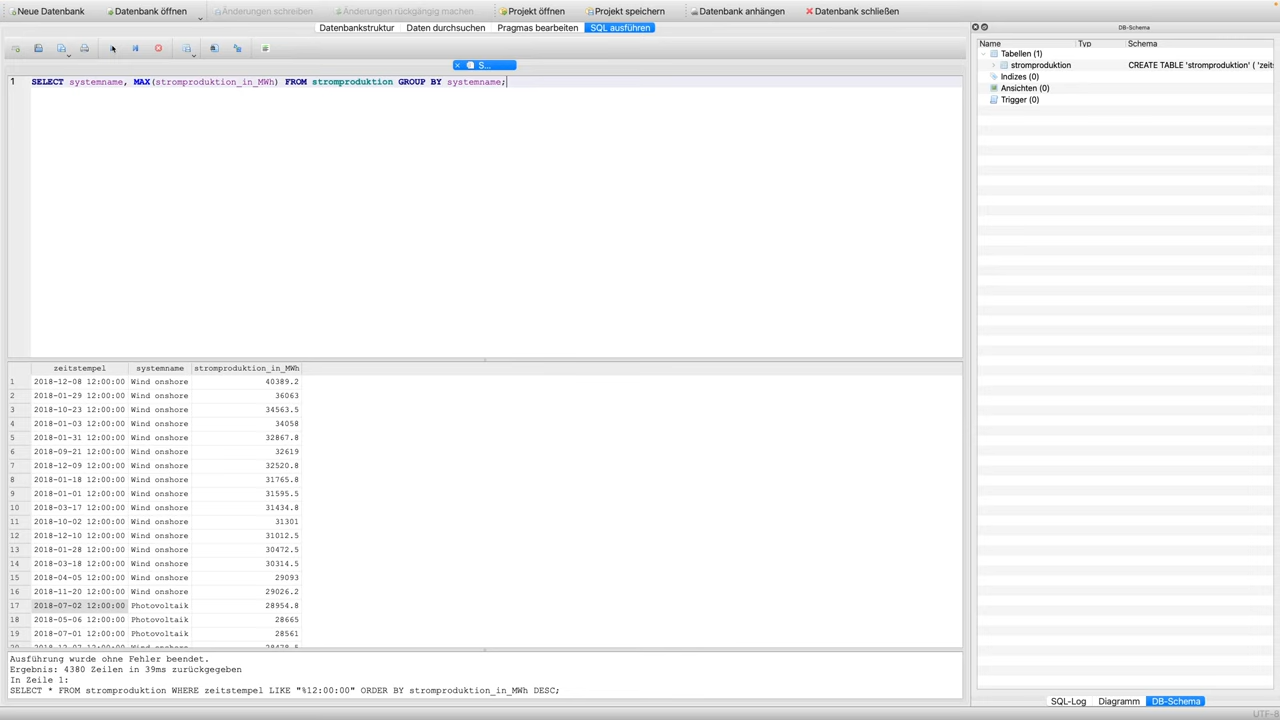 Neue Datenbank Datenbank öffnen Änderungen schreiben Änderungen rückgängig machen Projekt öffnen Projekt speichern Datenbank anhängen Datenbank schließen
Datenbankstruktur Daten durchsuchen Pragmas bearbeiten SQL ausführen
S...
1 SELECT systemname, MAX(stromproduktion_in_MWh) FROM stromproduktion GROUP BY systemname;
zeitstempel systemname stromproduktion_in_MWh
1 2018-12-08 12:00:00 Wind onshore 40389.2
2 2018-01-29 12:00:00 Wind onshore 36063
3 2018-10-23 12:00:00 Wind onshore 34563.5
4 2018-01-03 12:00:00 Wind onshore 34058
5 2018-01-31 12:00:00 Wind onshore 32867.8
6 2018-09-21 12:00:00 Wind onshore 32619
7 2018-12-09 12:00:00 Wind onshore 32520.8
8 2018-01-18 12:00:00 Wind onshore 31765.8
9 2018-01-01 12:00:00 Wind onshore 31595.5
10 2018-03-17 12:00:00 Wind onshore 31434.8
11 2018-10-02 12:00:00 Wind onshore 31301
12 2018-12-10 12:00:00 Wind onshore 31012.5
13 2018-01-28 12:00:00 Wind onshore 30472.5
14 2018-03-18 12:00:00 Wind onshore 30314.5
15 2018-04-05 12:00:00 Wind onshore 29093
16 2018-11-20 12:00:00 Wind onshore 29026.2
17 2018-07-02 12:00:00 Photovoltaik 28954.8
18 2018-05-06 12:00:00 Photovoltaik 28665
19 2018-07-01 12:00:00 Photovoltaik 28561
Ausführung wurde ohne Fehler beendet.
Ergebnis: 4380 Zeilen in 39ms zurückgegeben
In Zeile 1:
SELECT * FROM stromproduktion WHERE zeitstempel LIKE "%12:00:00" ORDER BY stromproduktion_in_MWh DESC;
DB-Schema
Name Typ Schema
Tabellen (1)
stromproduktion CREATE TABLE 'stromproduktion' ( 'zeits
Indizes (0)
Ansichten (0)
Trigger (0)
SQL-Log Diagramm DB-Schema
UTF-8